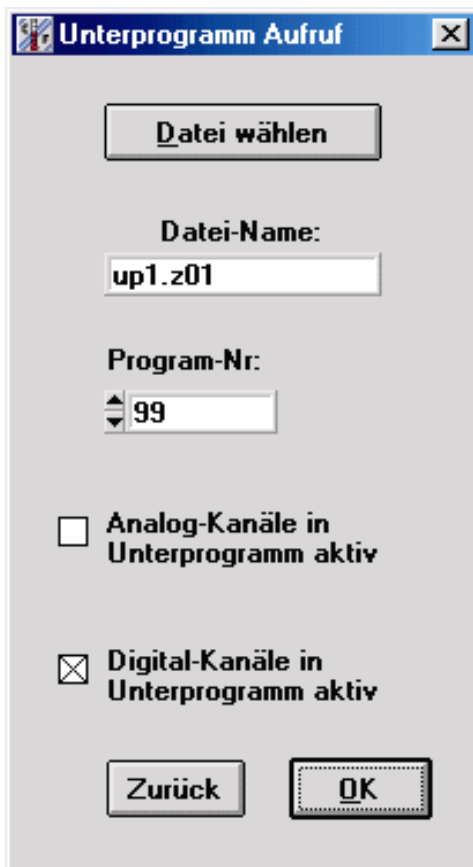 Unterprogramm Aufruf
Datei wählen
Datei-Name:
up1.z01
Program-Nr:
99
Analog-Kanäle in
Unterprogramm aktiv
Digital-Kanäle in
Unterprogramm aktiv
Zurück
OK